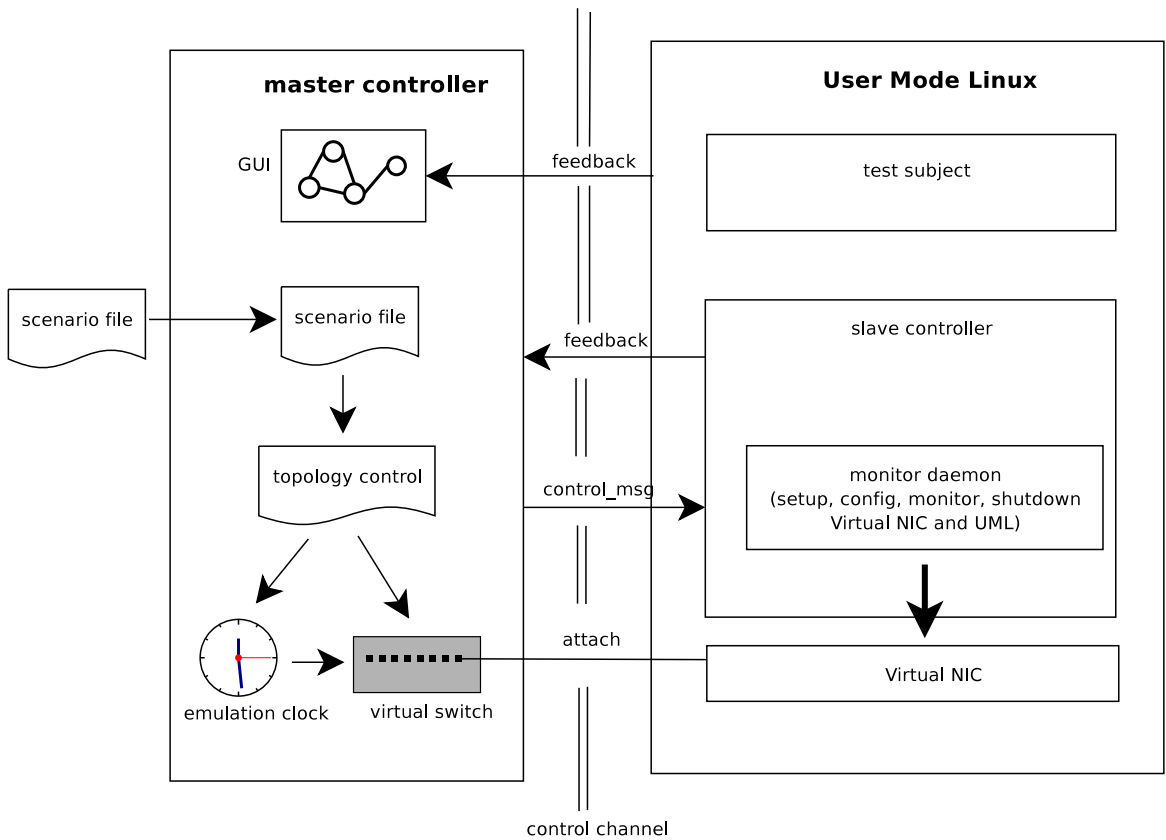 master controller
User Mode Linux
GUI
feedback
test subject
scenario file
scenario file
feedback
slave controller
topology control
control_msg
monitor daemon
(setup, config, monitor, shutdown
Virtual NIC and UML)
attach
Virtual NIC
emulation clock
virtual switch
control channel